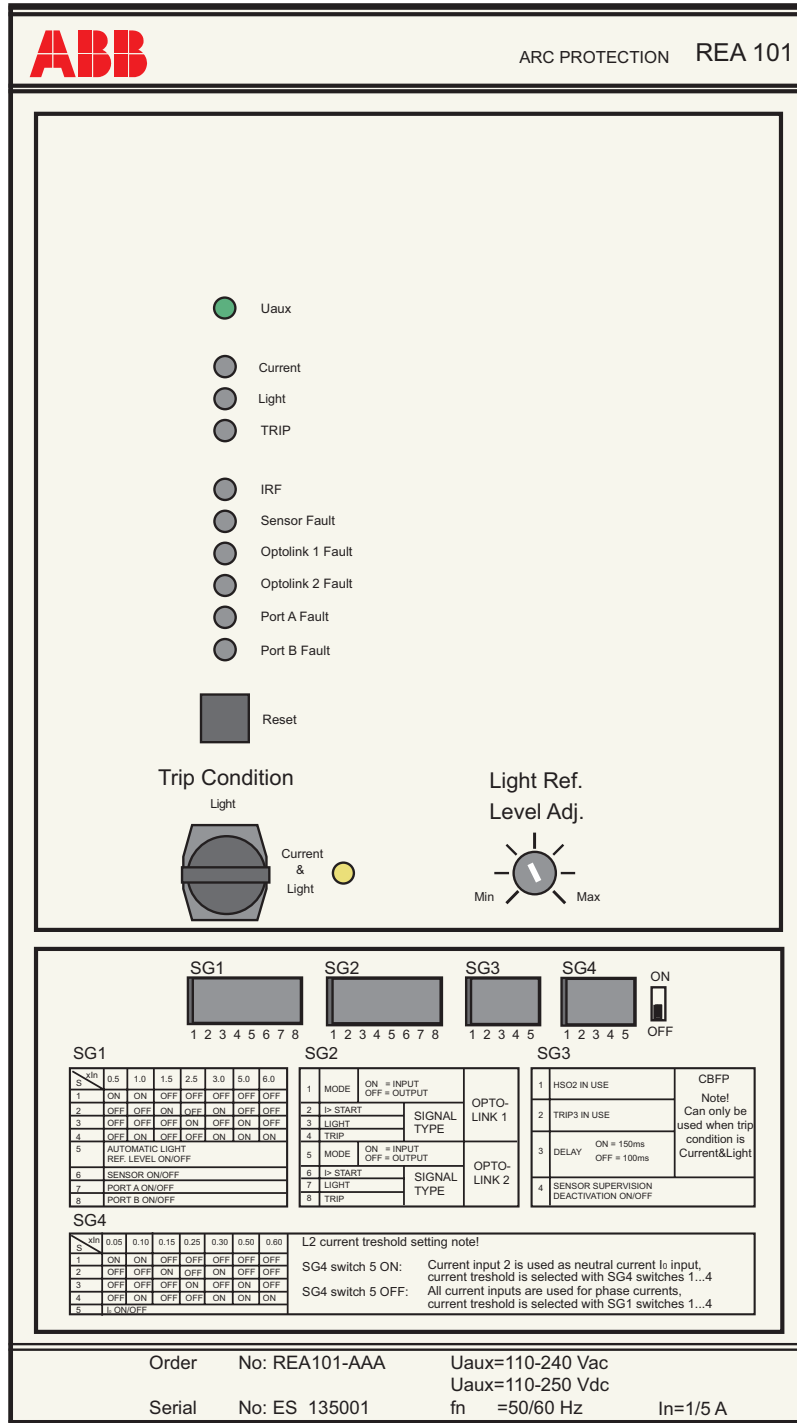 ABB
ARC PROTECTION REA 101
Uaux
Current
Light
TRIP
IRF
Sensor Fault
Optolink 1 Fault
Optolink 2 Fault
Port A Fault
Port B Fault
Reset
Trip Condition
Light
Current
&
Light
Light Ref.
Level Adj.
Min Max
SG1 SG2 SG3 SG4
ON
OFF
1 2 3 4 5 6 7 8 1 2 3 4 5 6 7 8 1 2 3 4 5 1 2 3 4 5
SG1
S xIn 0.5 1.0 1.5 2.5 3.0 5.0 6.0
1 ON ON OFF OFF OFF OFF OFF
2 OFF OFF ON OFF ON OFF OFF
3 OFF OFF OFF ON OFF ON OFF
4 OFF ON OFF OFF ON ON ON
5 AUTOMATIC LIGHT
REF. LEVEL ON/OFF
6 SENSOR ON/OFF
7 PORT A ON/OFF
8 PORT B ON/OFF
SG2
1 MODE ON = INPUT
OFF = OUTPUT
2 I> START
3 LIGHT
4 TRIP
SIGNAL
TYPE
OPTO-
LINK 1
5 MODE ON = INPUT
OFF = OUTPUT
6 I> START
7 LIGHT
8 TRIP
SIGNAL
TYPE
OPTO-
LINK 2
SG3
1 HSO2 IN USE
2 TRIP3 IN USE
3 DELAY ON = 150ms
OFF = 100ms
CBFP
Note!
Can only be
used when trip
condition is
Current&Light
4 SENSOR SUPERVISION
DEACTIVATION ON/OFF
SG4
S xIn 0.05 0.10 0.15 0.25 0.30 0.50 0.60
1 ON ON OFF OFF OFF OFF OFF
2 OFF OFF ON OFF ON OFF OFF
3 OFF OFF OFF ON OFF ON OFF
4 OFF ON OFF OFF ON ON ON
5 I₀ ON/OFF
L2 current treshold setting note!
SG4 switch 5 ON: Current input 2 is used as neutral current I₀ input,
current treshold is selected with SG4 switches 1...4
SG4 switch 5 OFF: All current inputs are used for phase currents,
current treshold is selected with SG1 switches 1...4
Order No: REA101-AAA Uaux=110-240 Vac
Uaux=110-250 Vdc
Serial No: ES 135001 fn =50/60 Hz In=1/5 A